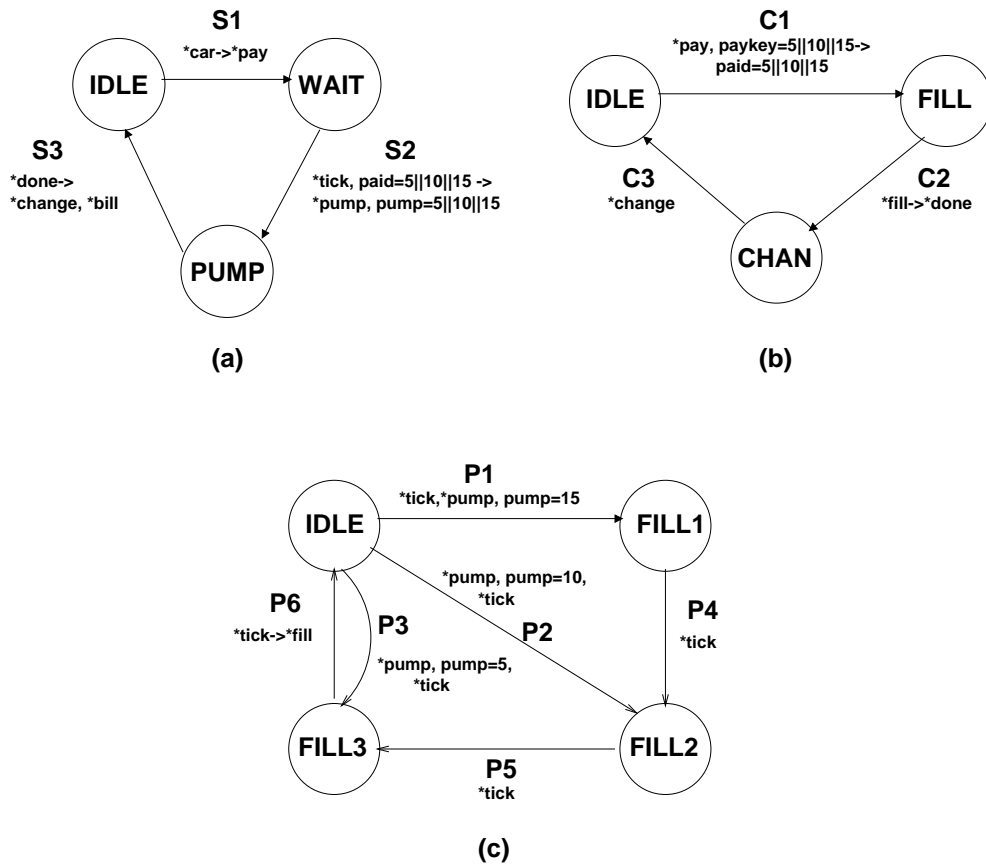 S1
*car->*pay
IDLE
WAIT
S3
*done->
*change, *bill
S2
*tick, paid=5||10||15 ->
*pump, pump=5||10||15
PUMP
(a)
C1
*pay, paykey=5||10||15->
paid=5||10||15
IDLE
FILL
C3
*change
C2
*fill->*done
CHAN
(b)
P1
*tick,*pump, pump=15
IDLE
FILL1
*pump, pump=10,
*tick
P2
P6
*tick->*fill
P3
*pump, pump=5,
*tick
P4
*tick
FILL3
FILL2
P5
*tick
(c)